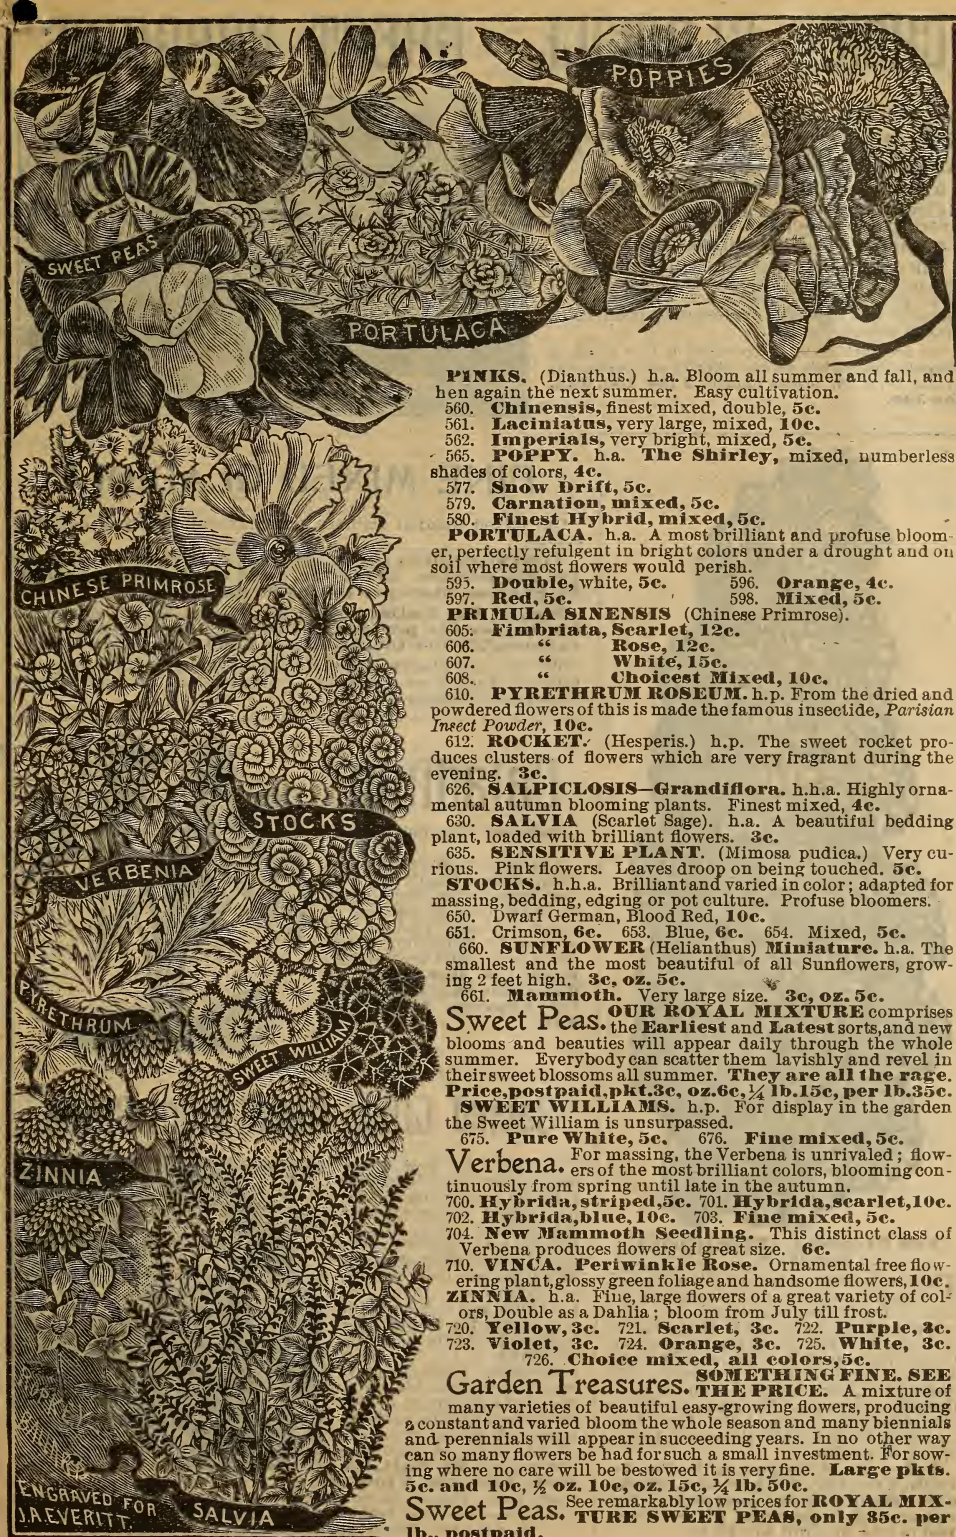 POPPIES
SWEET PEAS
PORTULACA
CHINESE PRIMROSE
STOCKS
VERBENIA
PYRETHRUM
SWEET WILLIAM
ZINNIA
ENGRAVED FOR
J.A.EVERITT.
SALVIA
PINKS. (Dianthus.) h.a. Bloom all summer and fall, and
hen again the next summer. Easy cultivation.
560. Chinensis, finest mixed, double, 5c.
561. Laciniatus, very large, mixed, 10c.
562. Imperials, very bright, mixed, 5c.
565. POPPY. h.a. The Shirley, mixed, numberless
shades of colors, 4c.
577. Snow Drift, 5c.
579. Carnation, mixed, 5c.
580. Finest Hybrid, mixed, 5c.
PORTULACA. h.a. A most brilliant and profuse bloom-
er, perfectly refulgent in bright colors under a drought and on
soil where most flowers would perish.
595. Double, white, 5c. 596. Orange, 4c.
597. Red, 5c. 598. Mixed, 5c.
PRIMULA SINENSIS (Chinese Primrose).
605. Fimbriata, Scarlet, 12c.
606. “ Rose, 12c.
607. “ White, 15c.
608. “ Choicest Mixed, 10c.
610. PYRETHRUM ROSEUM. h.p. From the dried and
powdered flowers of this is made the famous insectide, Parisian
Insect Powder, 10c.
612. ROCKET. (Hesperis.) h.p. The sweet rocket pro-
duces clusters of flowers which are very fragrant during the
evening. 3c.
626. SALPICLOSIS—Grandiflora. h.h.a. Highly orna-
mental autumn blooming plants. Finest mixed, 4c.
630. SALVIA (Scarlet Sage). h.a. A beautiful bedding
plant, loaded with brilliant flowers. 3c.
635. SENSITIVE PLANT. (Mimosa pudica.) Very cu-
rious. Pink flowers. Leaves droop on being touched. 5c.
STOCKS. h.h.a. Brilliant and varied in color; adapted for
massing, bedding, edging or pot culture. Profuse bloomers.
650. Dwarf German, Blood Red, 10c.
651. Crimson, 6c. 653. Blue, 6c. 654. Mixed, 5c.
660. SUNFLOWER (Helianthus) Miniature. h.a. The
smallest and the most beautiful of all Sunflowers, grow-
ing 2 feet high. 3c, oz. 5c.
661. Mammoth. Very large size. 3c, oz. 5c.
Sweet Peas. OUR ROYAL MIXTURE comprises
the Earliest and Latest sorts, and new
blooms and beauties will appear daily through the whole
summer. Everybody can scatter them lavishly and revel in
their sweet blossoms all summer. They are all the rage.
Price, postpaid, pkt. 3c, oz. 6c, ¼ lb. 15c, per lb. 35c.
SWEET WILLIAMS. h.p. For display in the garden
the Sweet William is unsurpassed.
675. Pure White, 5c. 676. Fine mixed, 5c.
Verbena. For massing, the Verbena is unrivaled; flow-
ers of the most brilliant colors, blooming con-
tinuously from spring until late in the autumn.
700. Hybrida, striped, 5c. 701. Hybrida, scarlet, 10c.
702. Hybrida, blue, 10c. 703. Fine mixed, 5c.
704. New Mammoth Seedling. This distinct class of
Verbena produces flowers of great size. 6c.
710. VINCA. Periwinkle Rose. Ornamental free flow-
ering plant, glossy green foliage and handsome flowers, 10c.
ZINNIA. h.a. Fine, large flowers of a great variety of col-
ors, Double as a Dahlia; bloom from July till frost.
720. Yellow, 3c. 721. Scarlet, 3c. 722. Purple, 3c.
723. Violet, 3c. 724. Orange, 3c. 725. White, 3c.
726. Choice mixed, all colors, 5c.
Garden Treasures. SOMETHING FINE. SEE
THE PRICE. A mixture of
many varieties of beautiful easy-growing flowers, producing
a constant and varied bloom the whole season and many biennials
and perennials will appear in succeeding years. In no other way
can so many flowers be had for such a small investment. For sow-
ing where no care will be bestowed it is very fine. Large pkts.
5c. and 10c, ½ oz. 10c, oz. 15c, ¼ lb. 50c.
Sweet Peas. See remarkably low prices for ROYAL MIX-
TURE SWEET PEAS, only 35c. per
lb., postpaid.